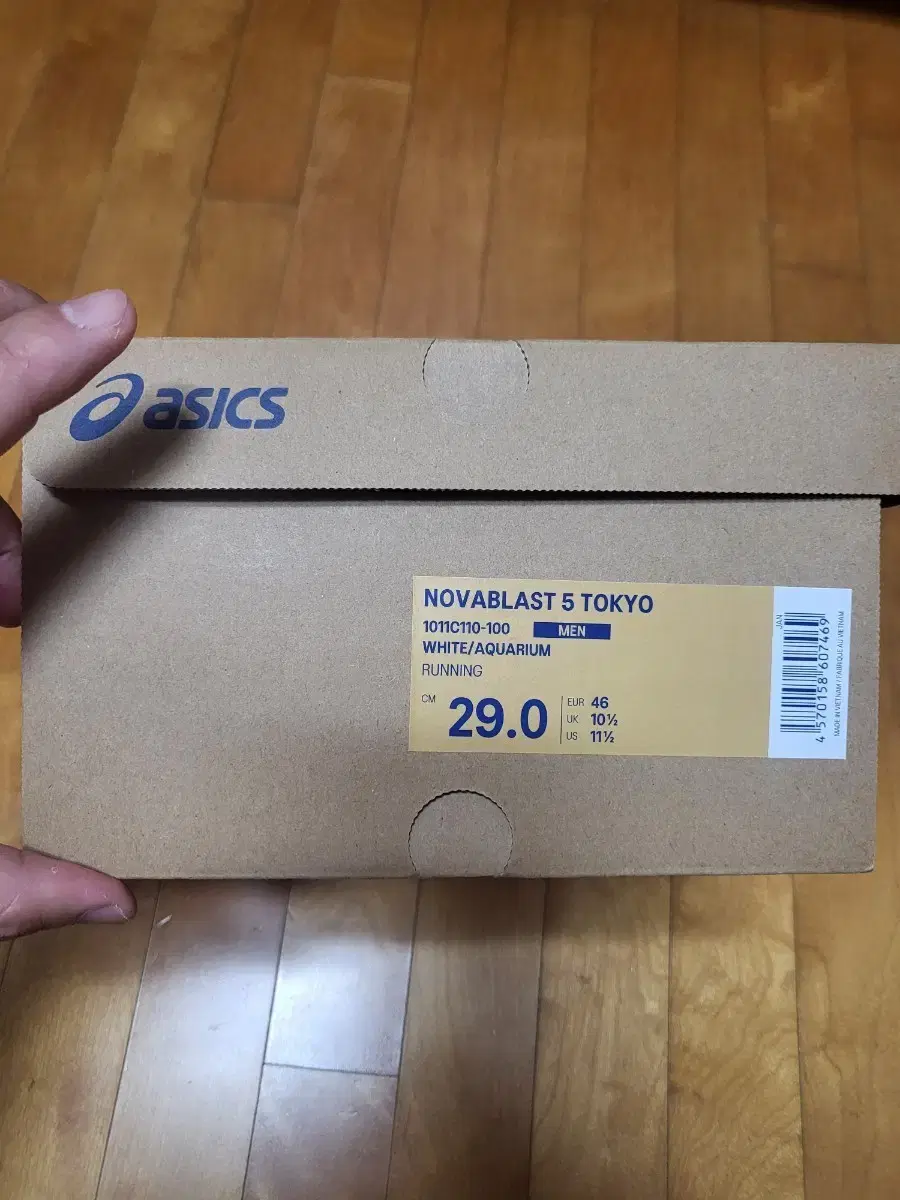 asics
NOVABLAST 5 TOKYO
1011C110-100 MEN
WHITE/AQUARIUM
RUNNING
CM 29.0
EUR 46
UK 10½
US 11½
JAN
4 570158 607469
MADE IN VIETNAM / FABRIQUE AU VIETNAM